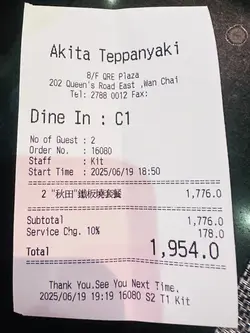 Akita Teppanyaki
8/F QRE Plaza
202 Queen's Road East ,Wan Chai
Tel: 2788 0012 Fax:
Dine In : C1
No of Guest : 2
Order No. : 16080
Staff : Kit
Start Time : 2025/06/19 18:50
2 "秋田"鐵板燒套餐 1,776.0
Subtotal 1,776.0
Service Chg. 10% 178.0
Total 1,954.0
Thank You.See You Next Time.
2025/06/19 19:19 16080 S2 T1 Kit